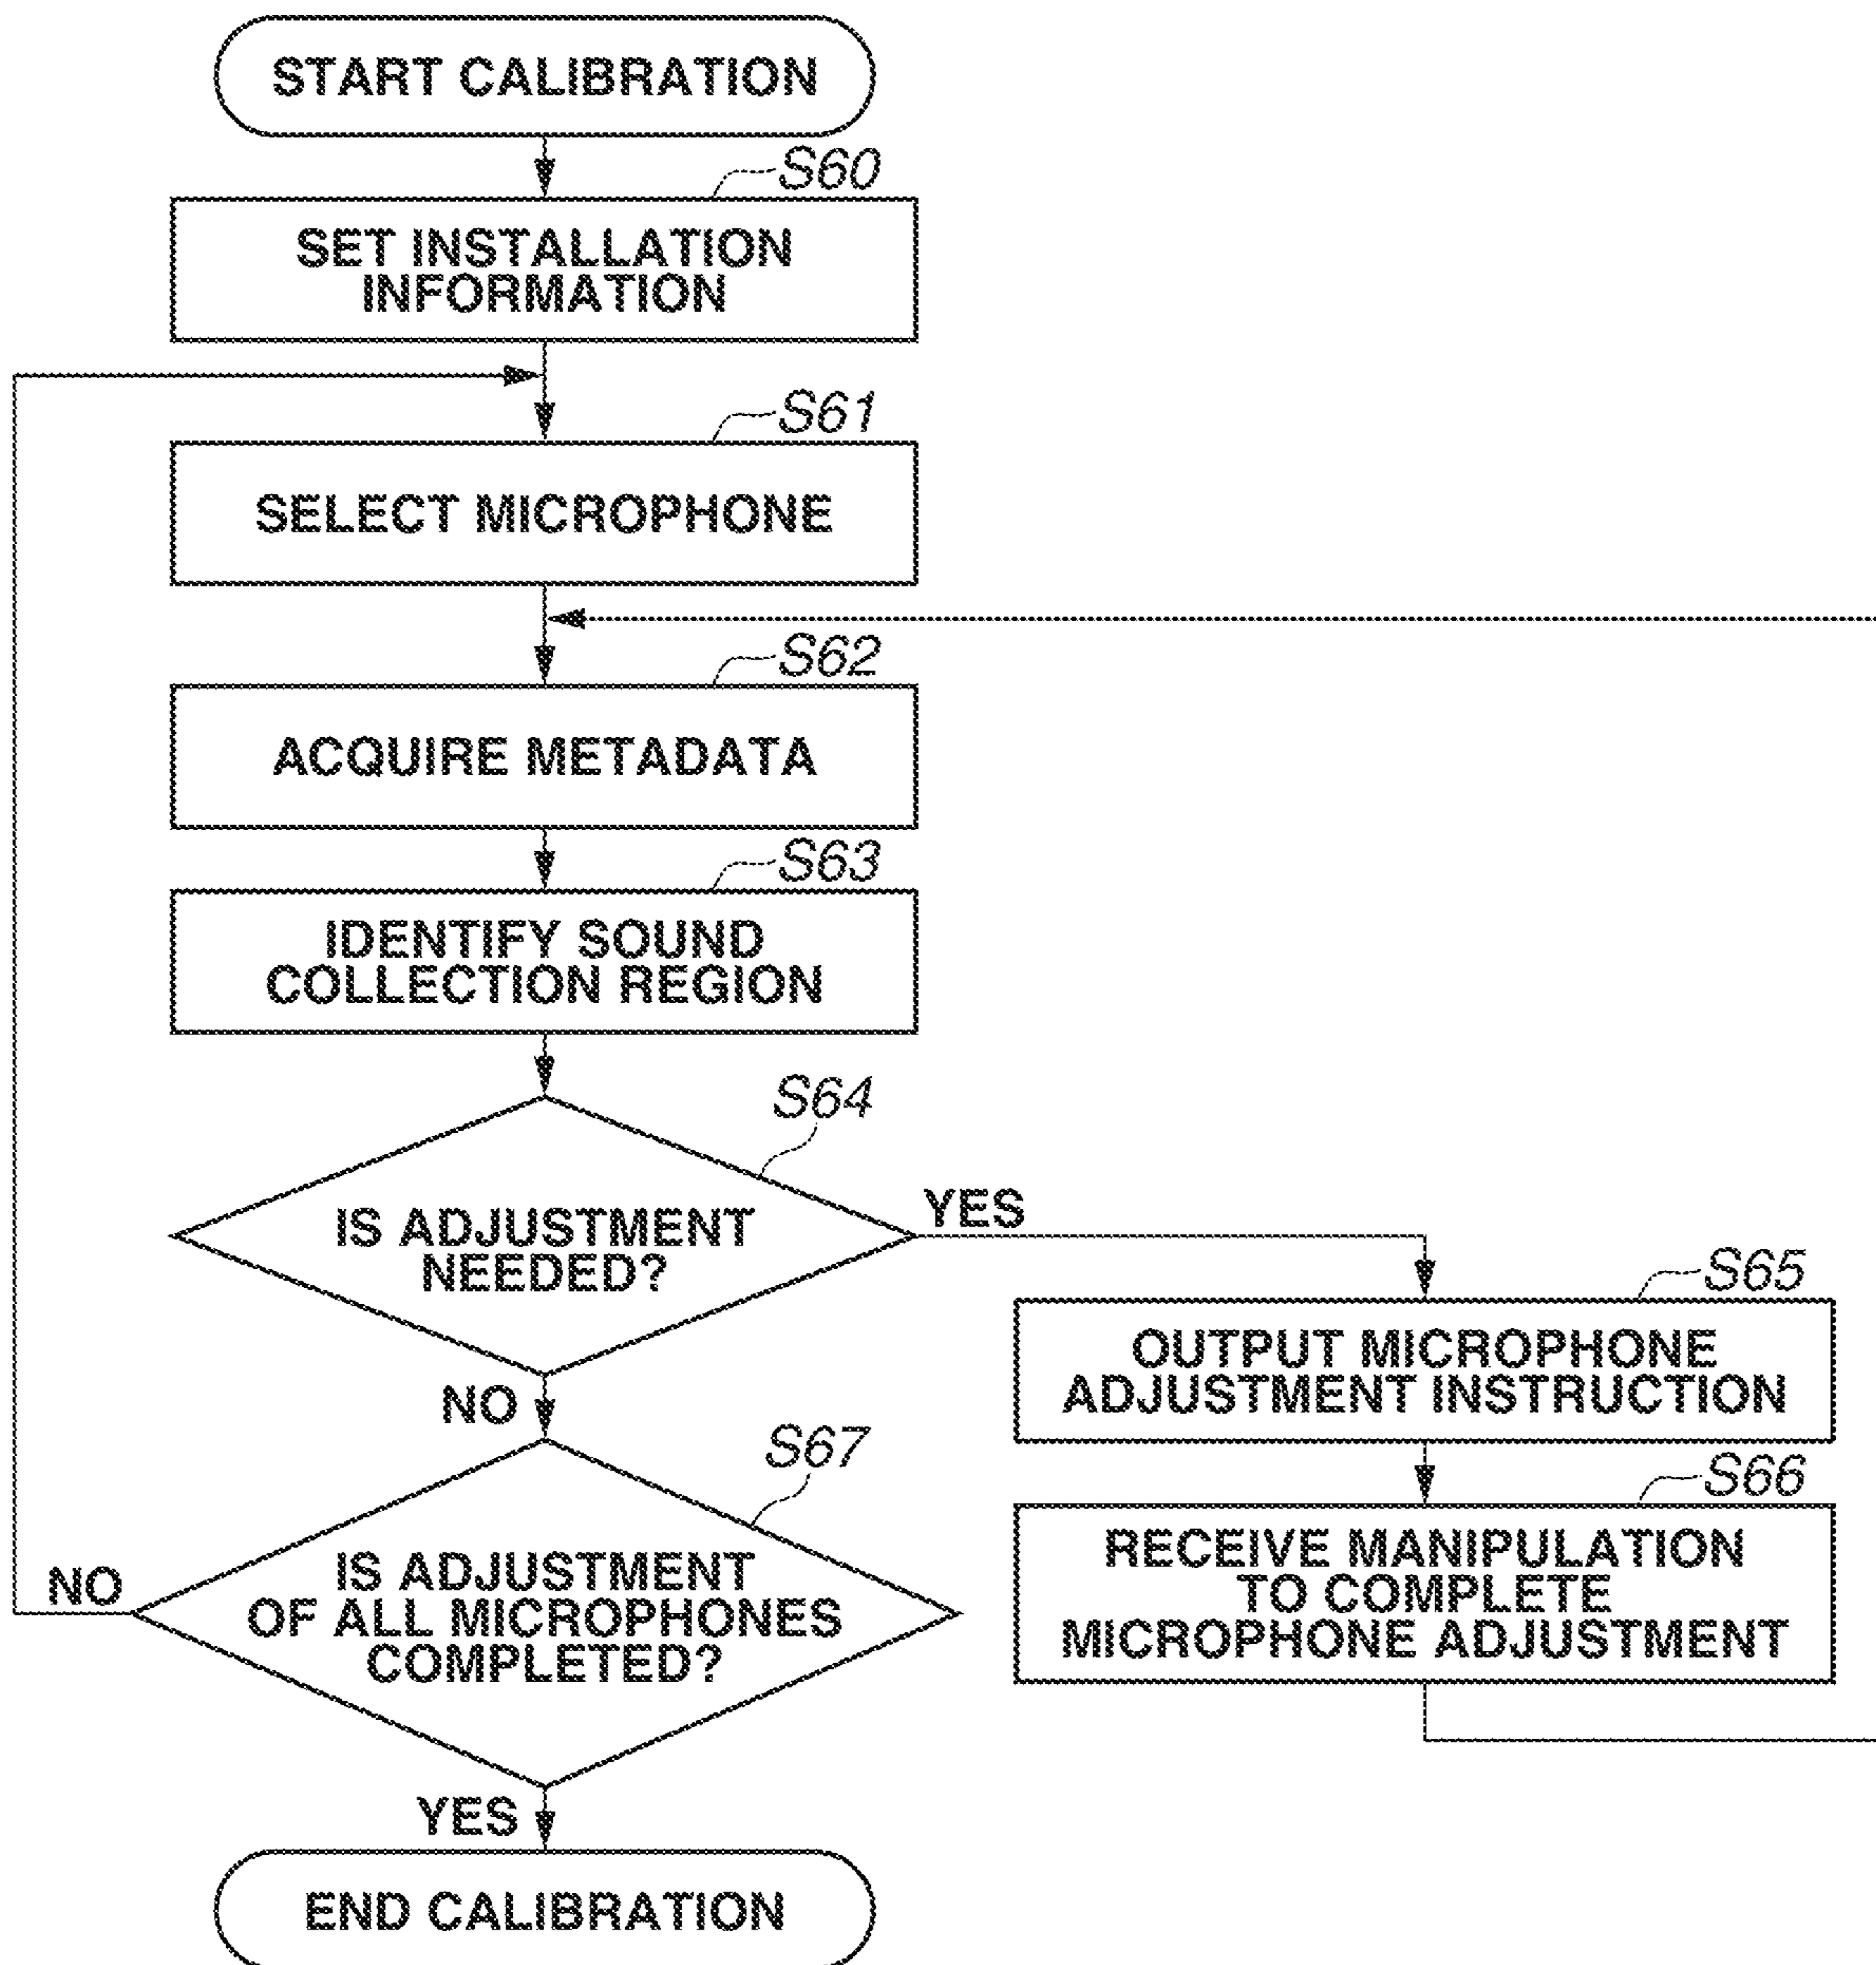 START CALIBRATION
S60
SET INSTALLATION
INFORMATION
S61
SELECT MICROPHONE
S62
ACQUIRE METADATA
S63
IDENTIFY SOUND
COLLECTION REGION
S64
IS ADJUSTMENT
NEEDED?
YES
S65
OUTPUT MICROPHONE
ADJUSTMENT INSTRUCTION
S66
RECEIVE MANIPULATION
TO COMPLETE
MICROPHONE ADJUSTMENT
NO
S67
IS ADJUSTMENT
OF ALL MICROPHONES
COMPLETED?
NO
YES
END CALIBRATION